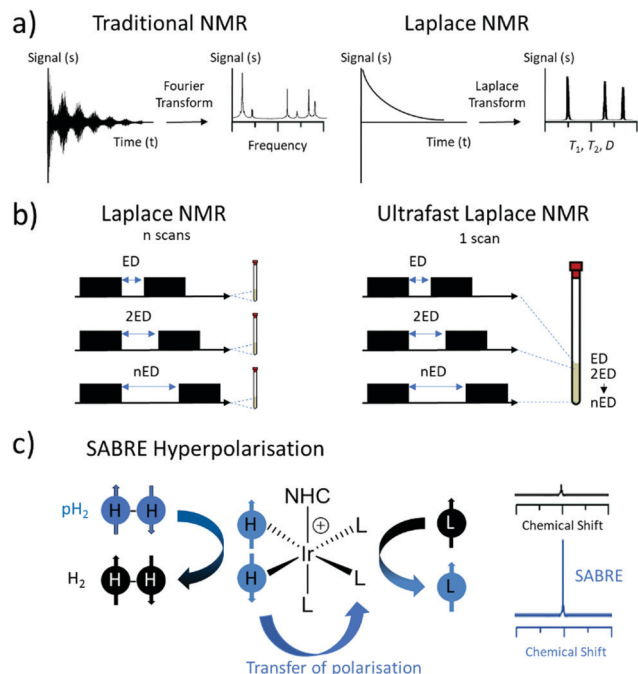 a)
Traditional NMR
Laplace NMR
Signal (s)
Fourier
Transform
Time (t)
Signal (s)
Frequency
Signal (s)
Laplace
Transform
Time (t)
Signal (s)
T1, T2, D
b)
Laplace NMR
n scans
ED
2ED
nED
Ultrafast Laplace NMR
1 scan
ED
2ED
nED
ED
2ED
nED
c)
SABRE Hyperpolarisation
pH2
H H
H2
H H
NHC
+
H
H
Ir
L
L
L
L
L
Transfer of polarisation
Chemical Shift
SABRE
Chemical Shift